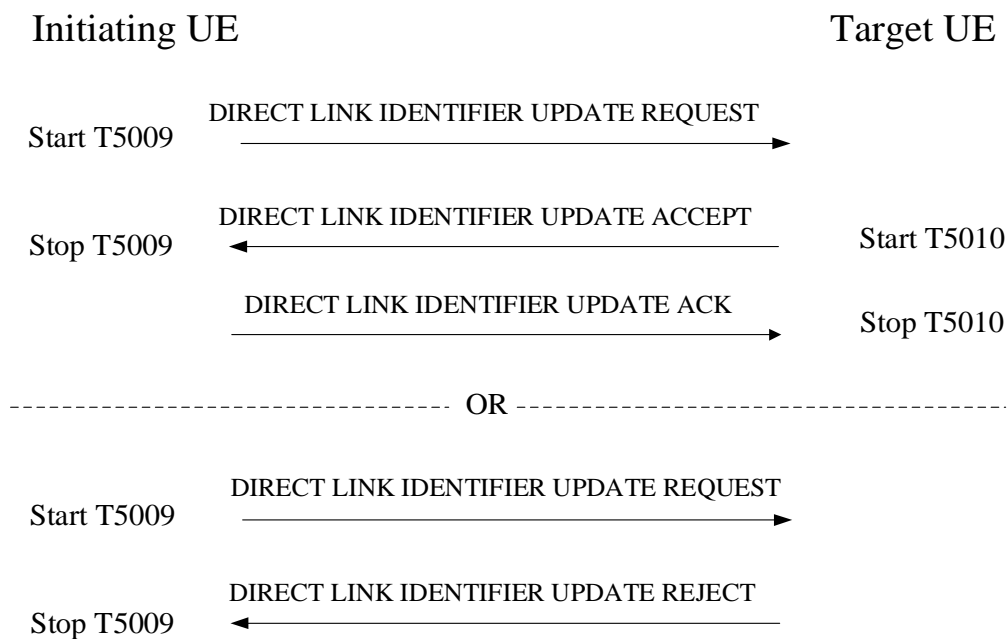 Initiating UE
Target UE
DIRECT LINK IDENTIFIER UPDATE REQUEST
Start T5009
DIRECT LINK IDENTIFIER UPDATE ACCEPT
Stop T5009
Start T5010
DIRECT LINK IDENTIFIER UPDATE ACK
Stop T5010
OR
DIRECT LINK IDENTIFIER UPDATE REQUEST
Start T5009
DIRECT LINK IDENTIFIER UPDATE REJECT
Stop T5009